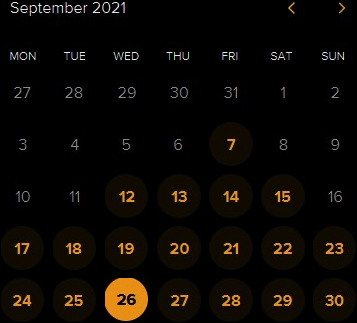 September 2021
MON TUE WED THU FRI SAT SUN
27 28 29 30 31 1 2
3 4 5 6 7 8 9
10 11 12 13 14 15 16
17 18 19 20 21 22 23
24 25 26 27 28 29 30